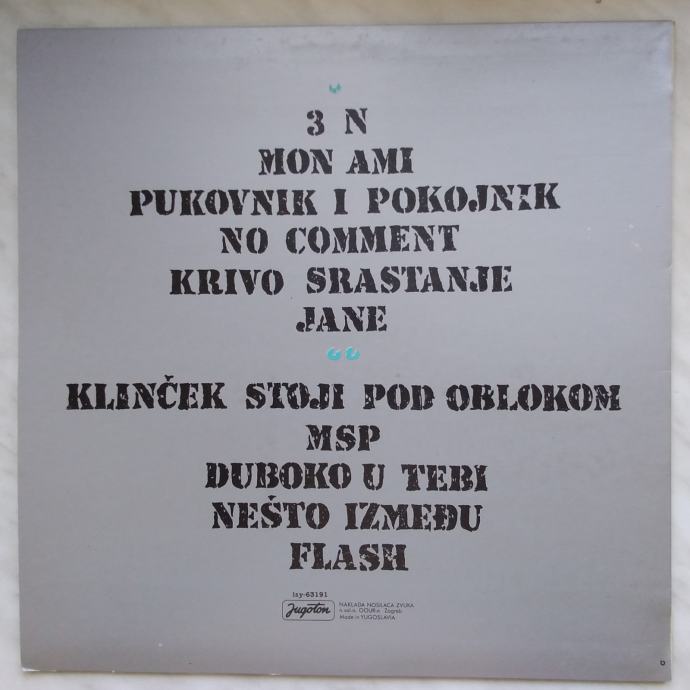 3 N
MON AMI
PUKOVNIK I POKOJNIK
NO COMMENT
KRIVO SRASTANJE
JANE
KLINČEK STOJI POD OBLOKOM
MSP
DUBOKO U TEBI
NEŠTO IZMEĐU
FLASH
lsy-63191
Jugoton
NAKLADA NOSILACA ZVUKA
n.sol.o. OOUR-a Zagreb
Made in YUGOSLAVIA